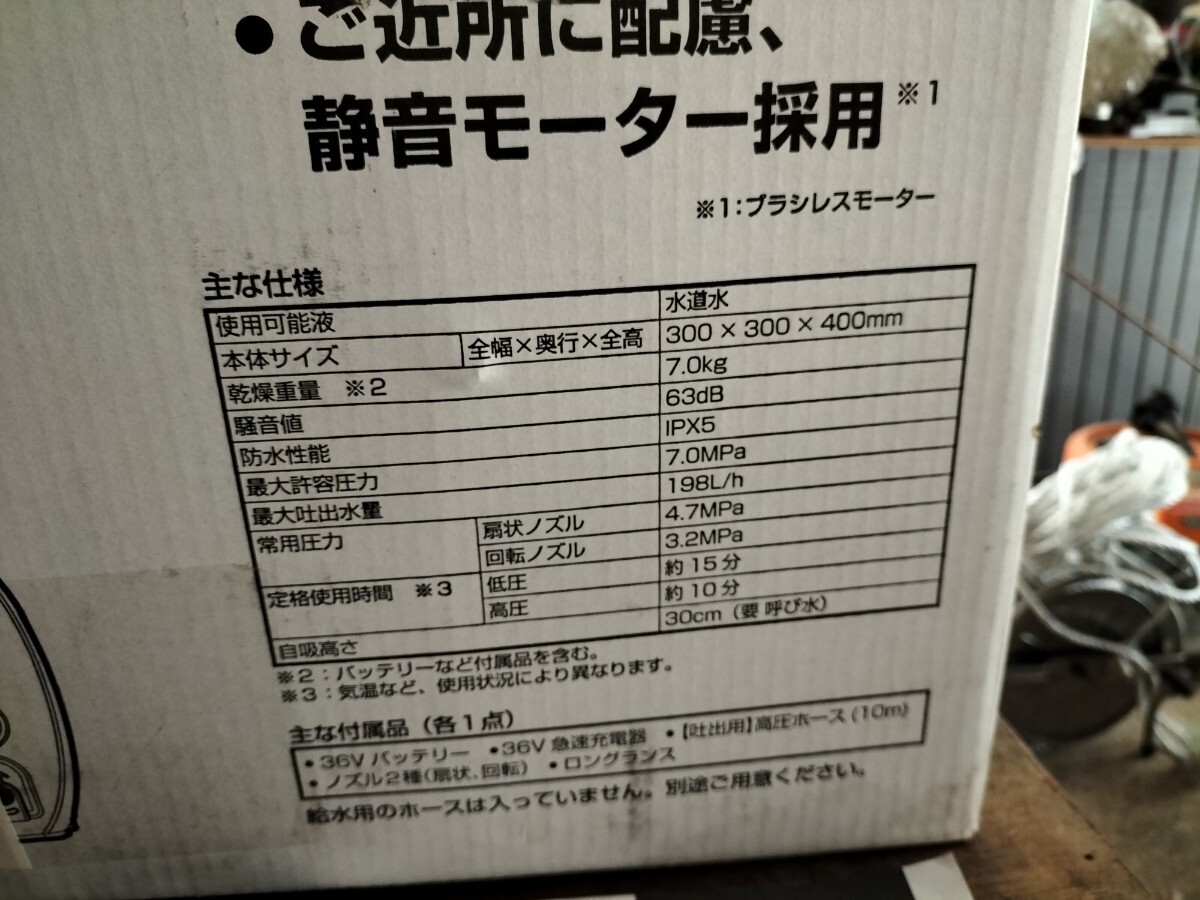 •ご近所に配慮、
静音モーター採用※1
※1：ブラシレスモーター
主な仕様
使用可能液 水道水
本体サイズ 全幅×奥行×全高 300 × 300 × 400mm
乾燥重量 ※2 7.0kg
騒音値 63dB
防水性能 IPX5
最大許容圧力 7.0MPa
最大吐出水量 198L/h
常用圧力 扇状ノズル 4.7MPa
回転ノズル 3.2MPa
定格使用時間 ※3 低圧 約15分
高圧 約10分
自吸高さ 30cm（要 呼び水）
※2：バッテリーなど付属品を含む。
※3：気温など、使用状況により異なります。
主な付属品（各1点）
•36Vバッテリー •36V急速充電器 •【吐出用】高圧ホース(10m)
•ノズル2種(扇状、回転) •ロングランス
給水用のホースは入っていません。別途ご用意ください。